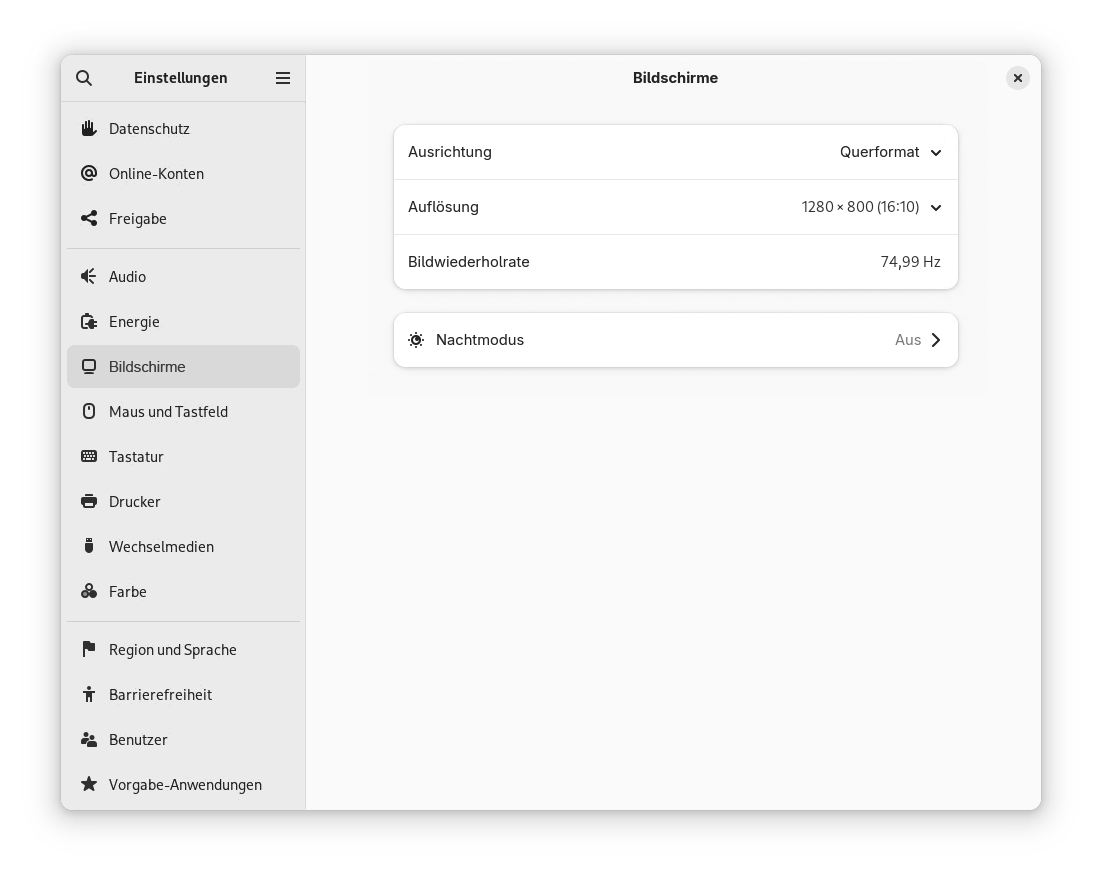 Einstellungen
Datenschutz
Online-Konten
Freigabe
Audio
Energie
Bildschirme
Maus und Tastfeld
Tastatur
Drucker
Wechselmedien
Farbe
Region und Sprache
Barrierefreiheit
Benutzer
Vorgabe-Anwendungen
Bildschirme
Ausrichtung Querformat
Auflösung 1280 × 800 (16:10)
Bildwiederholrate 74,99 Hz
Nachtmodus Aus